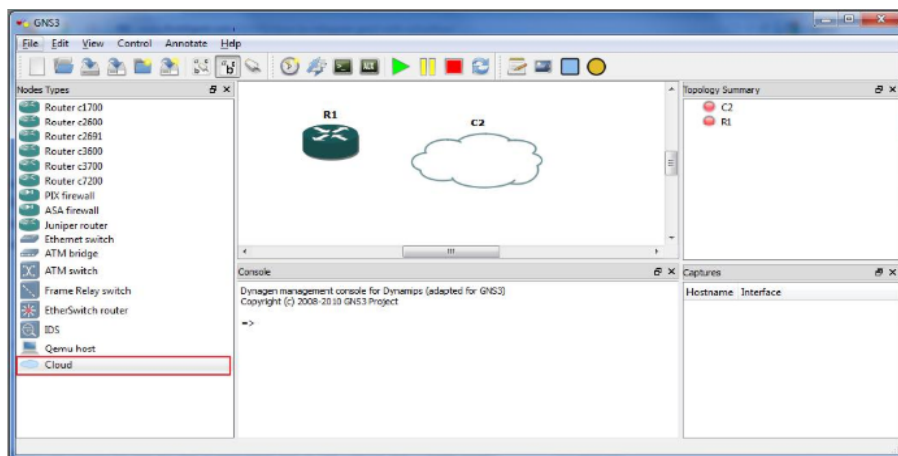 GNS3
File Edit View Control Annotate Help
Nodes Types
Router c1700
Router c2600
Router c2691
Router c3600
Router c3700
Router c7200
PIX firewall
ASA firewall
Juniper router
Ethernet switch
ATM bridge
ATM switch
Frame Relay switch
EtherSwitch router
IDS
Qemu host
Cloud
R1
C2
Topology Summary
C2
R1
Console
Dynagen management console for Dynamips (adapted for GNS3)
Copyright (c) 2008-2010 GNS3 Project
=>
Captures
Hostname Interface